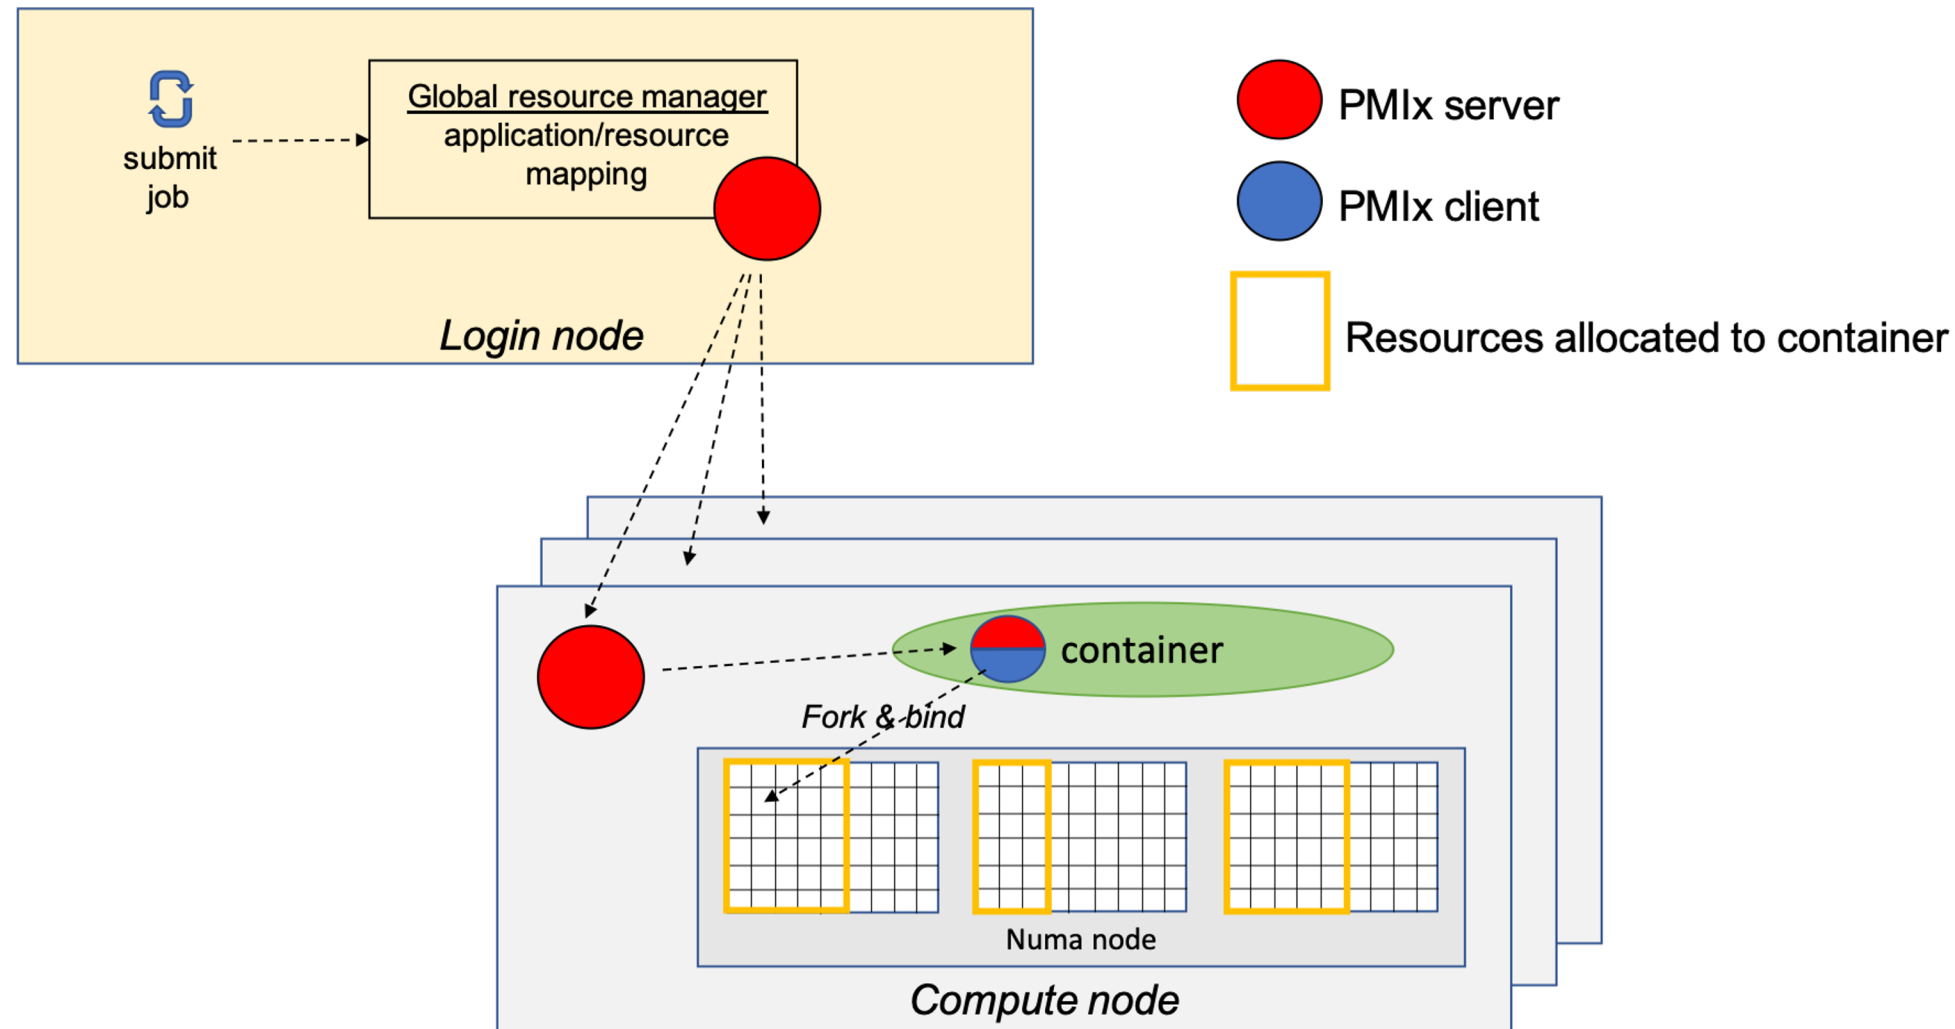 submit
job
Global resource manager
application/resource
mapping
Login node
PMIx server
PMIx client
Resources allocated to container
container
Fork & bind
Numa node
Compute node